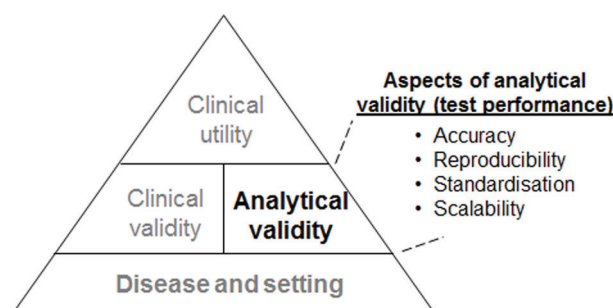 Clinical
utility
Clinical
validity
Analytical
validity
Disease and setting
Aspects of analytical
validity (test performance)
• Accuracy
• Reproducibility
• Standardisation
• Scalability